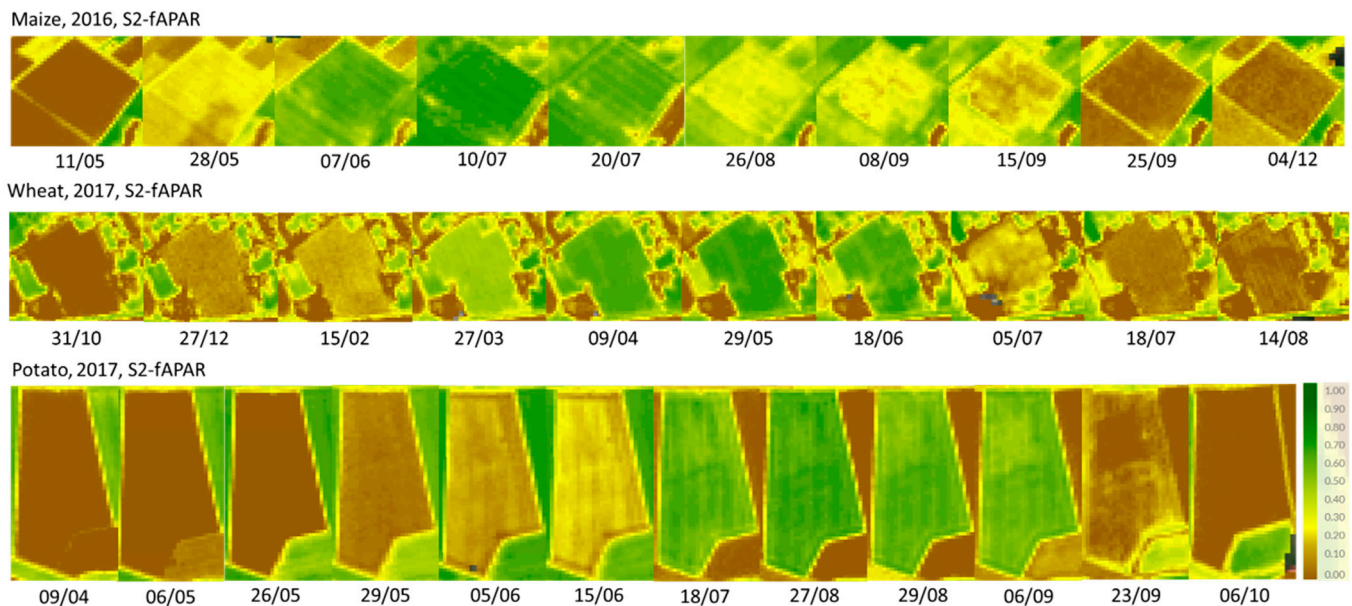 Maize, 2016, S2-fAPAR
11/05 28/05 07/06 10/07 20/07 26/08 08/09 15/09 25/09 04/12
Wheat, 2017, S2-fAPAR
31/10 27/12 15/02 27/03 09/04 29/05 18/06 05/07 18/07 14/08
Potato, 2017, S2-fAPAR
1.00
0.90
0.80
0.70
0.60
0.50
0.40
0.30
0.20
0.10
0.00
09/04 06/05 26/05 29/05 05/06 15/06 18/07 27/08 29/08 06/09 23/09 06/10